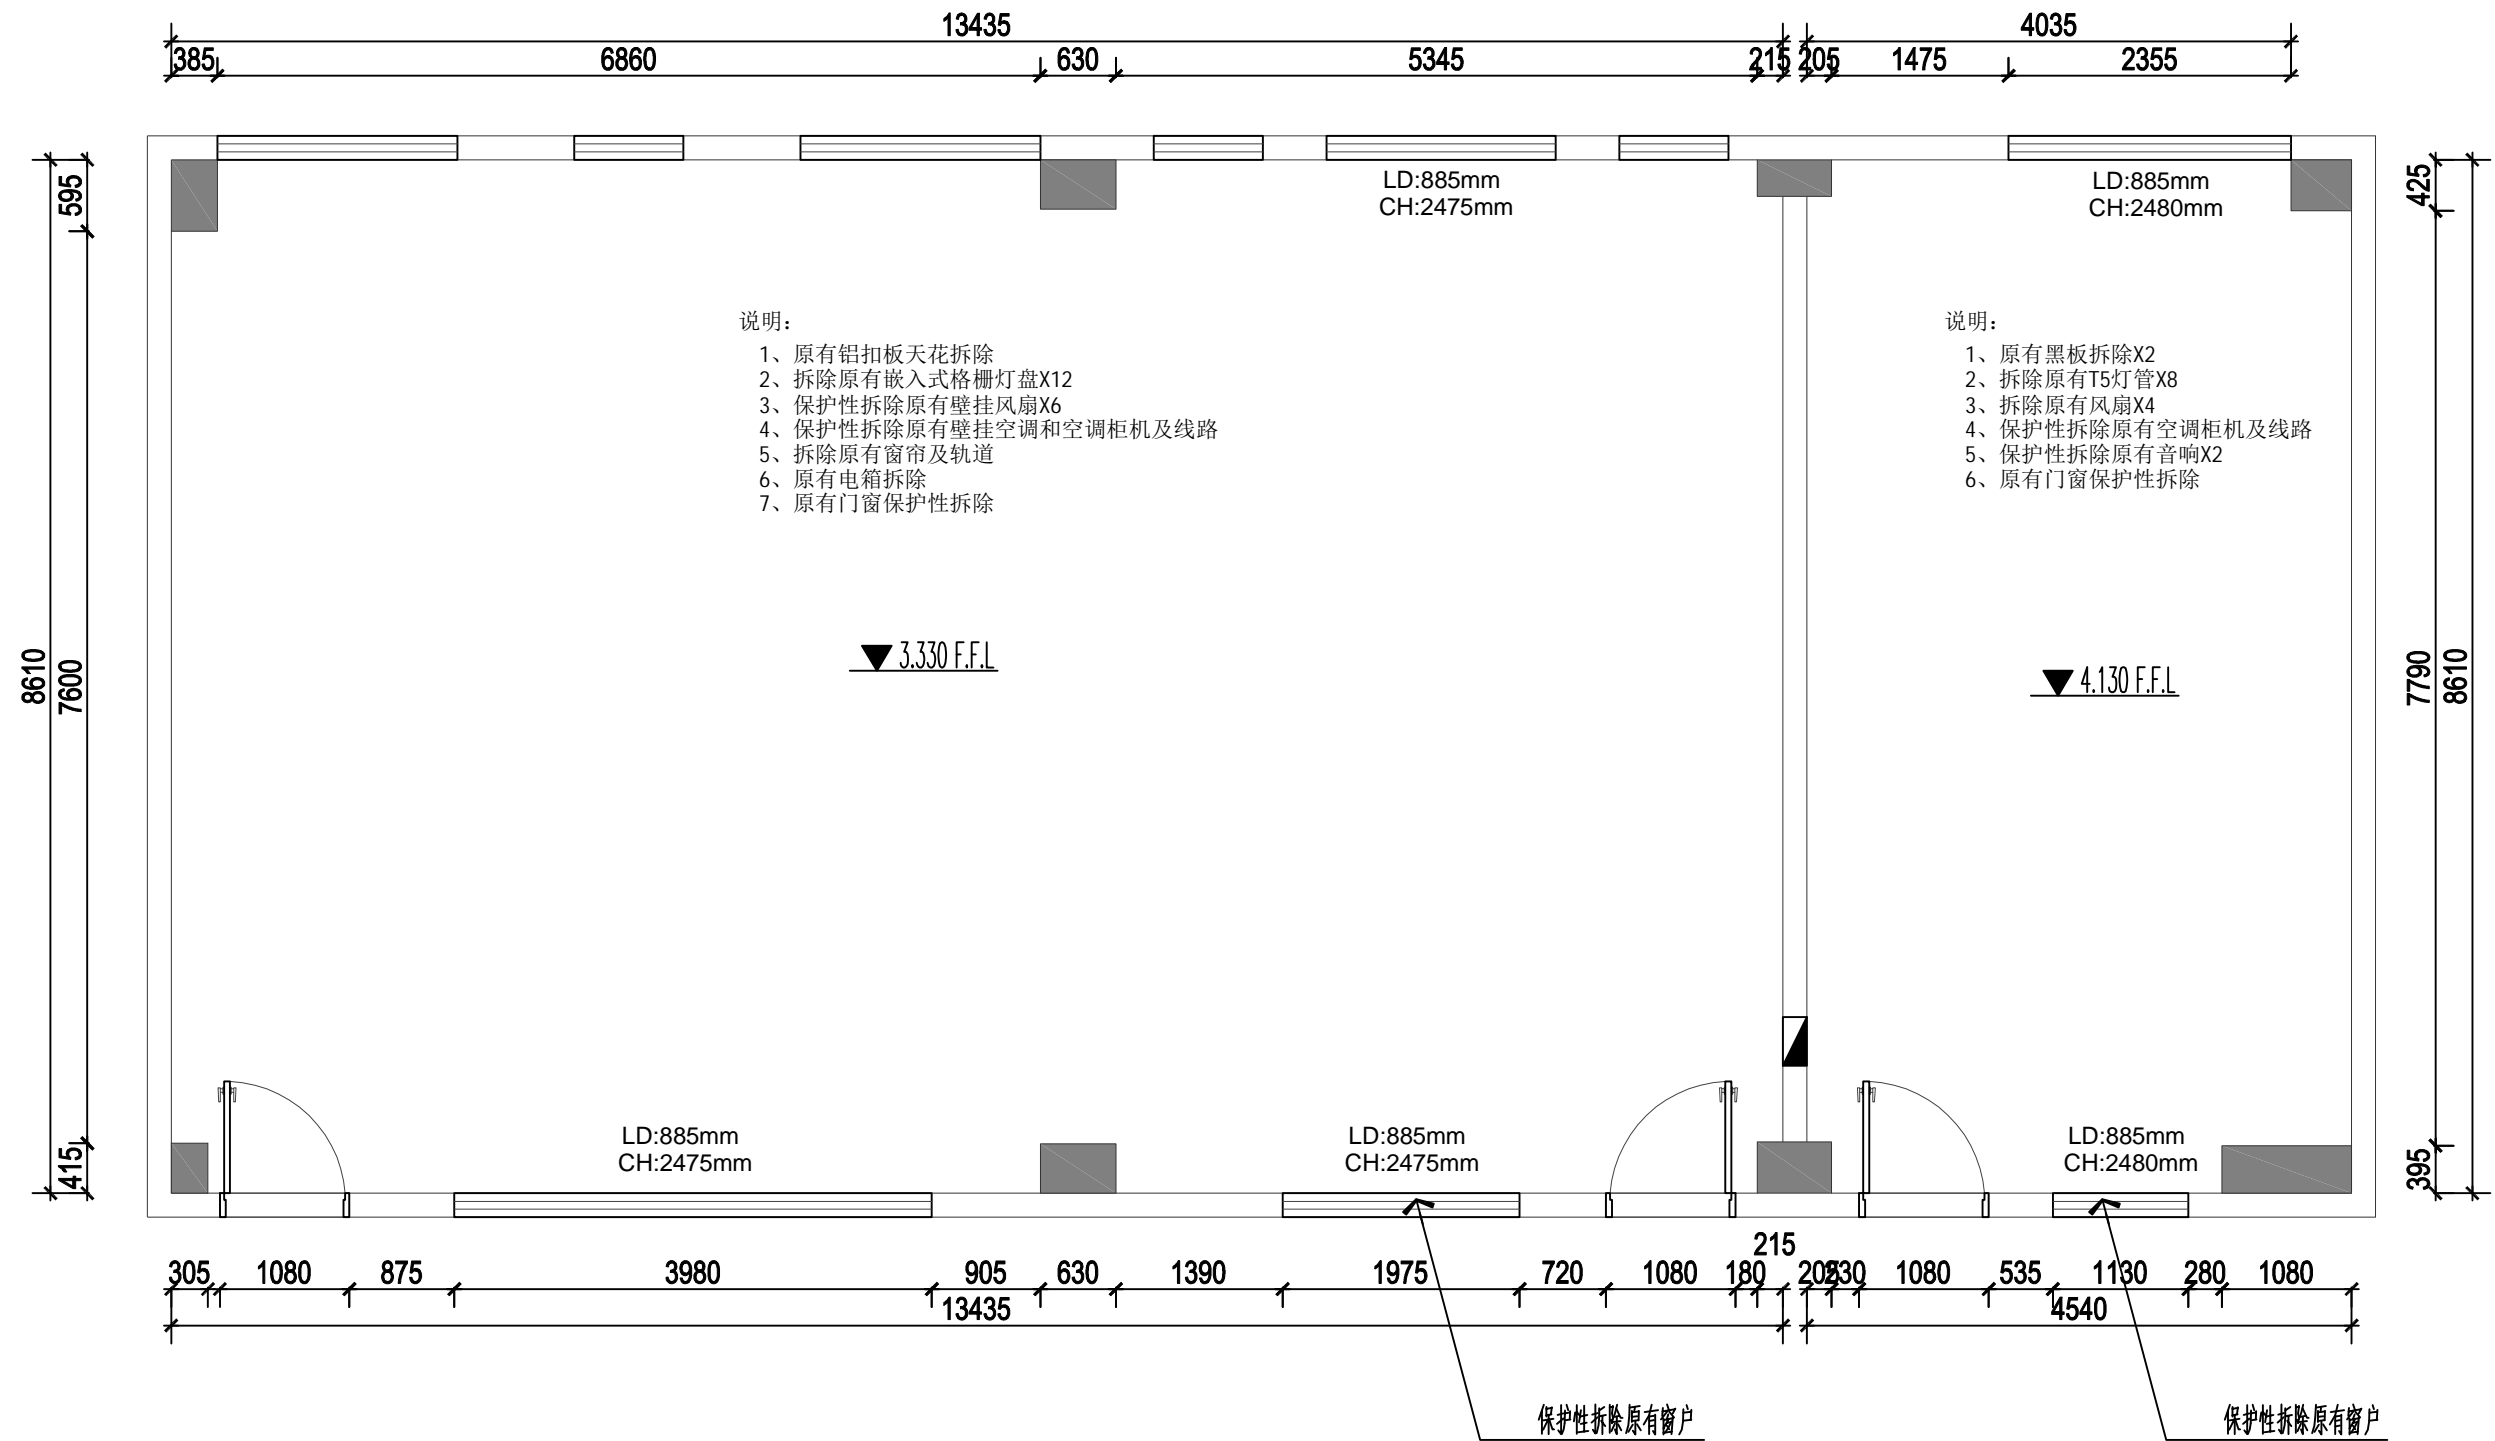 13435
4035
385
6860
630
5345
215
205
1475
2355
LD:885mm
CH:2475mm
LD:885mm
CH:2480mm
595
425
说明：
1、原有铝扣板天花拆除
2、拆除原有嵌入式格栅灯盘X12
3、保护性拆除原有壁挂风扇X6
4、保护性拆除原有壁挂空调和空调柜机及线路
5、拆除原有窗帘及轨道
6、原有电箱拆除
7、原有门窗保护性拆除
说明：
1、原有黑板拆除X2
2、拆除原有T5灯管X8
3、拆除原有风扇X4
4、保护性拆除原有空调柜机及线路
5、保护性拆除原有音响X2
6、原有门窗保护性拆除
8610
7600
3.330 F.F.L
4.130 F.F.L
7790
8610
LD:885mm
CH:2475mm
LD:885mm
CH:2475mm
LD:885mm
CH:2480mm
415
395
215
305
1080
875
3980
905
630
1390
1975
720
1080
180
205
230
1080
535
1130
280
1080
13435
4540
保护性拆除原有窗户
保护性拆除原有窗户